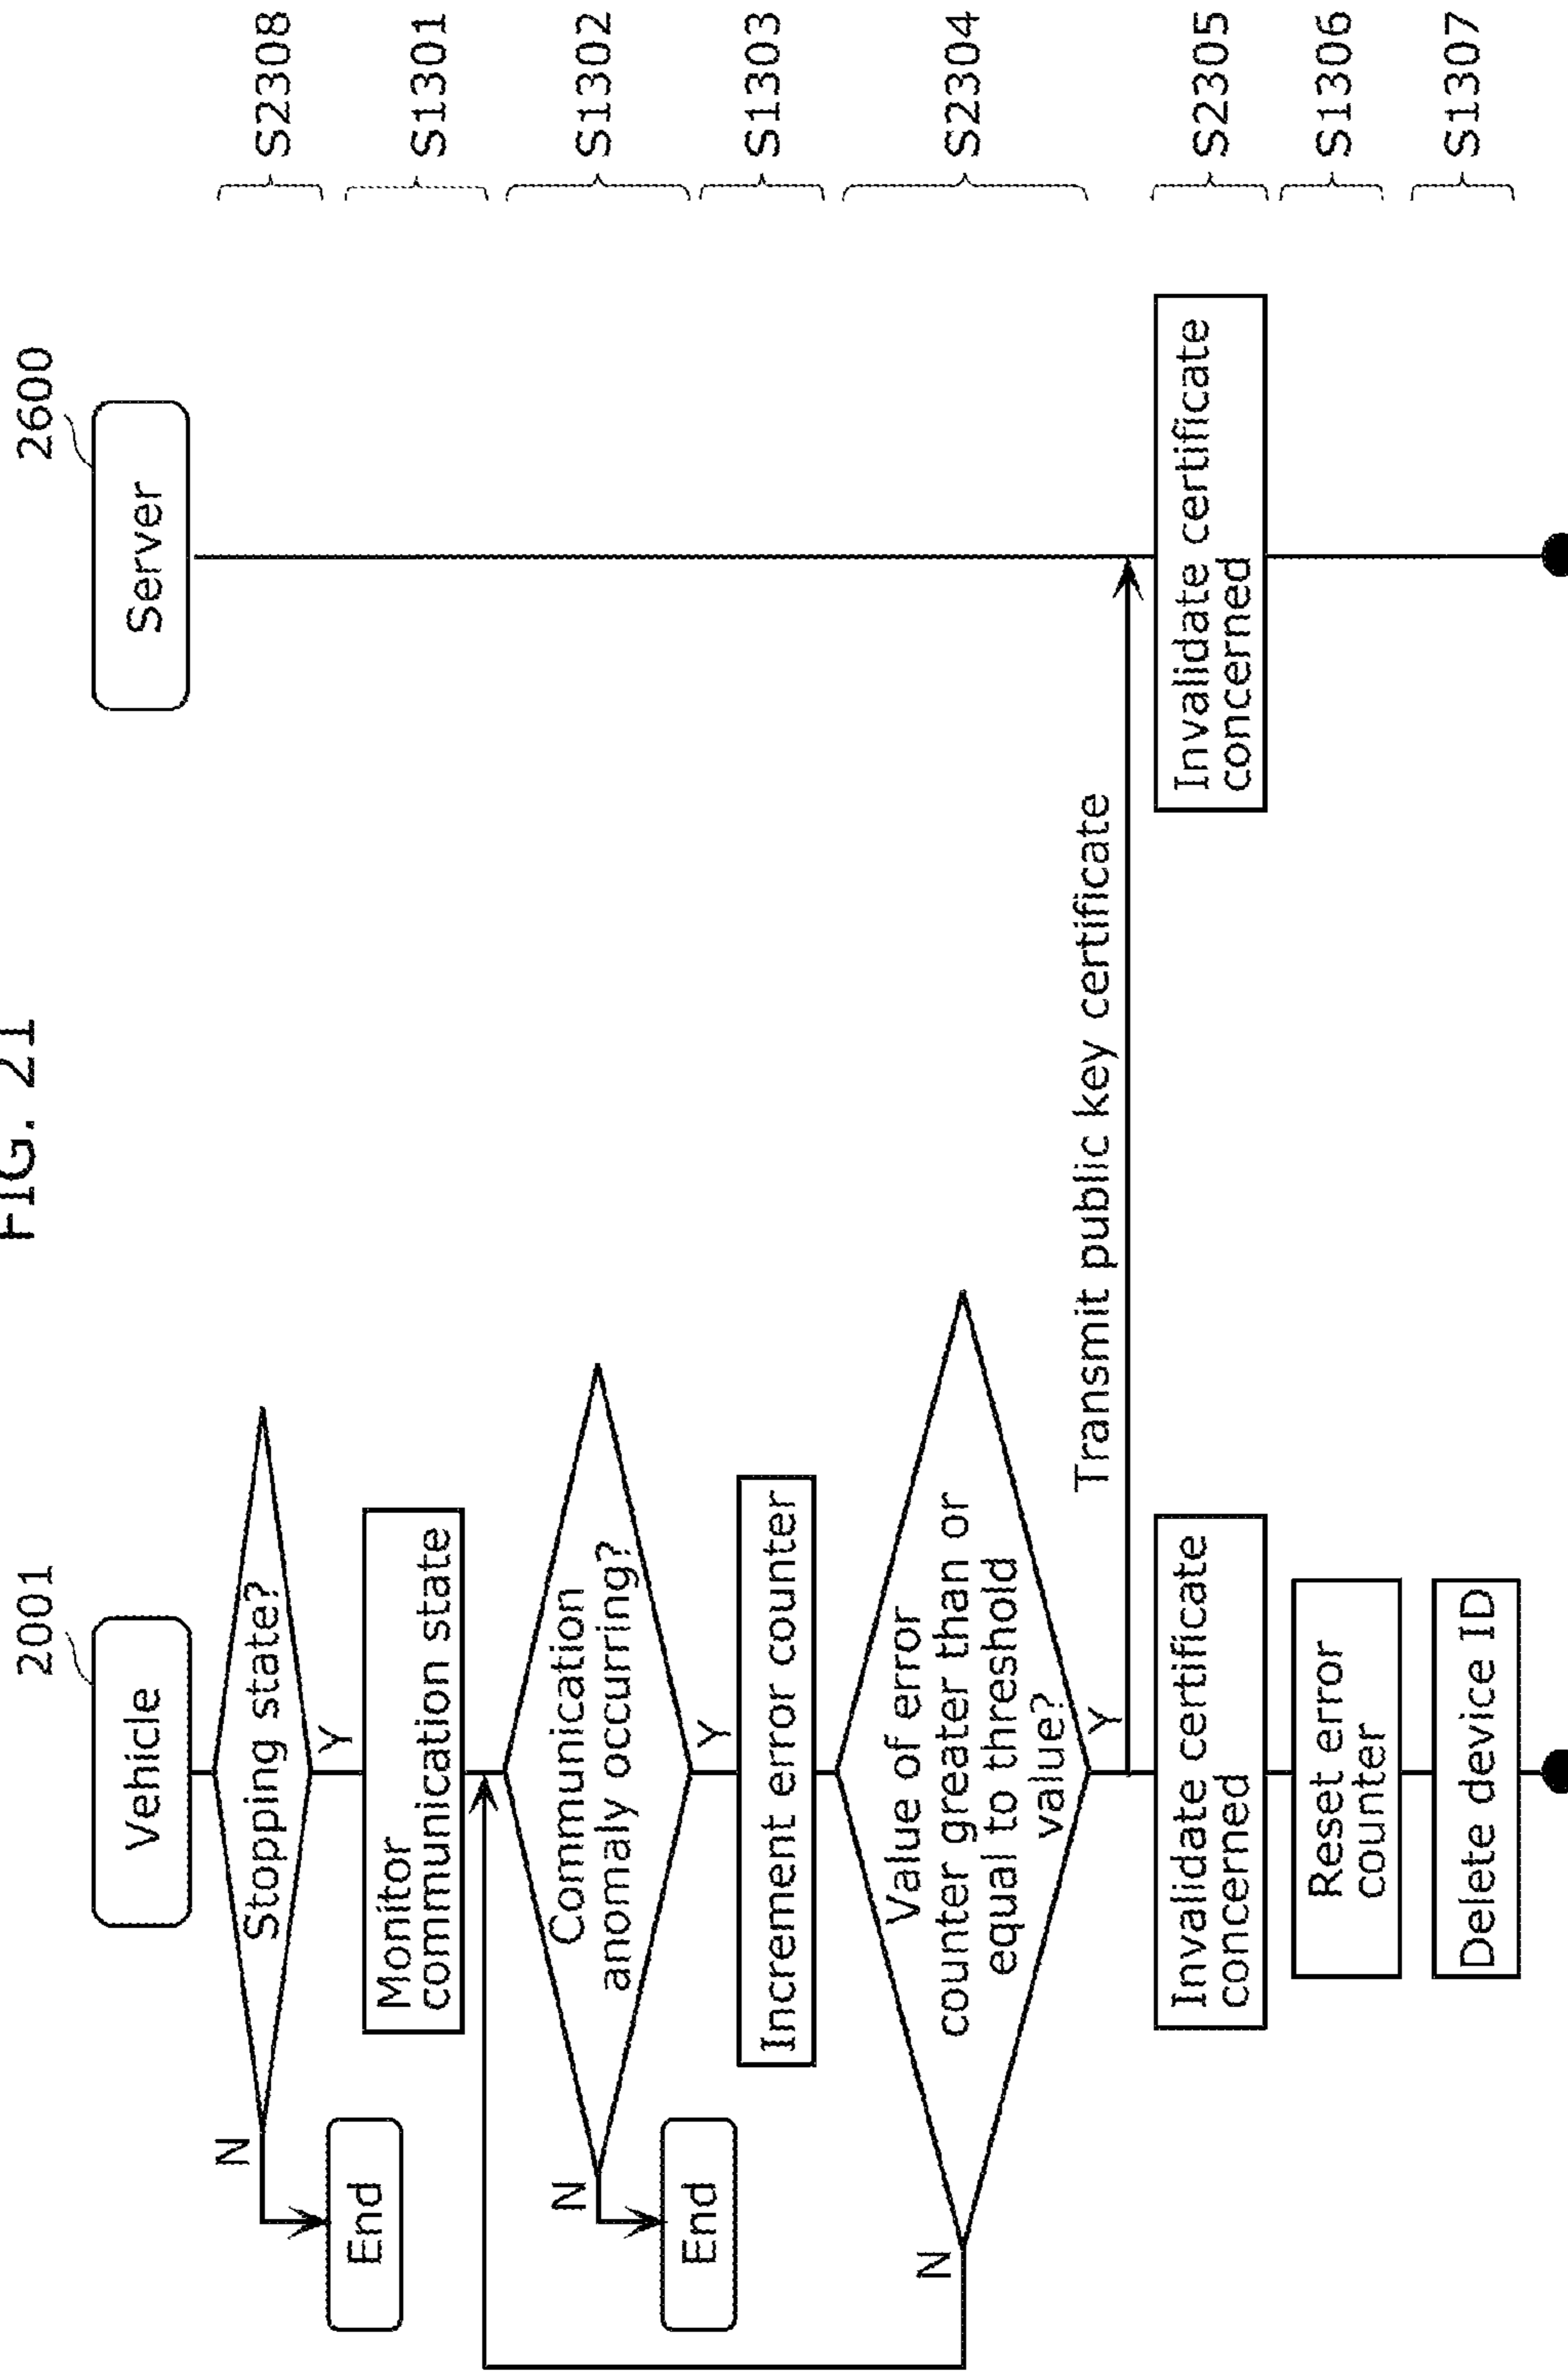 FIG. 21
2001
2600
Vehicle
Server
Stopping state?
N
Y
End
S2308
Monitor
communication state
S1301
Communication
anomaly occurring?
N
Y
End
S1302
Increment error counter
S1303
Value of error
counter greater than or
equal to threshold
value?
N
Y
S2304
Transmit public key certificate
Invalidate certificate
concerned
Invalidate certificate
concerned
S2305
Reset error
counter
S1306
Delete device ID
S1307